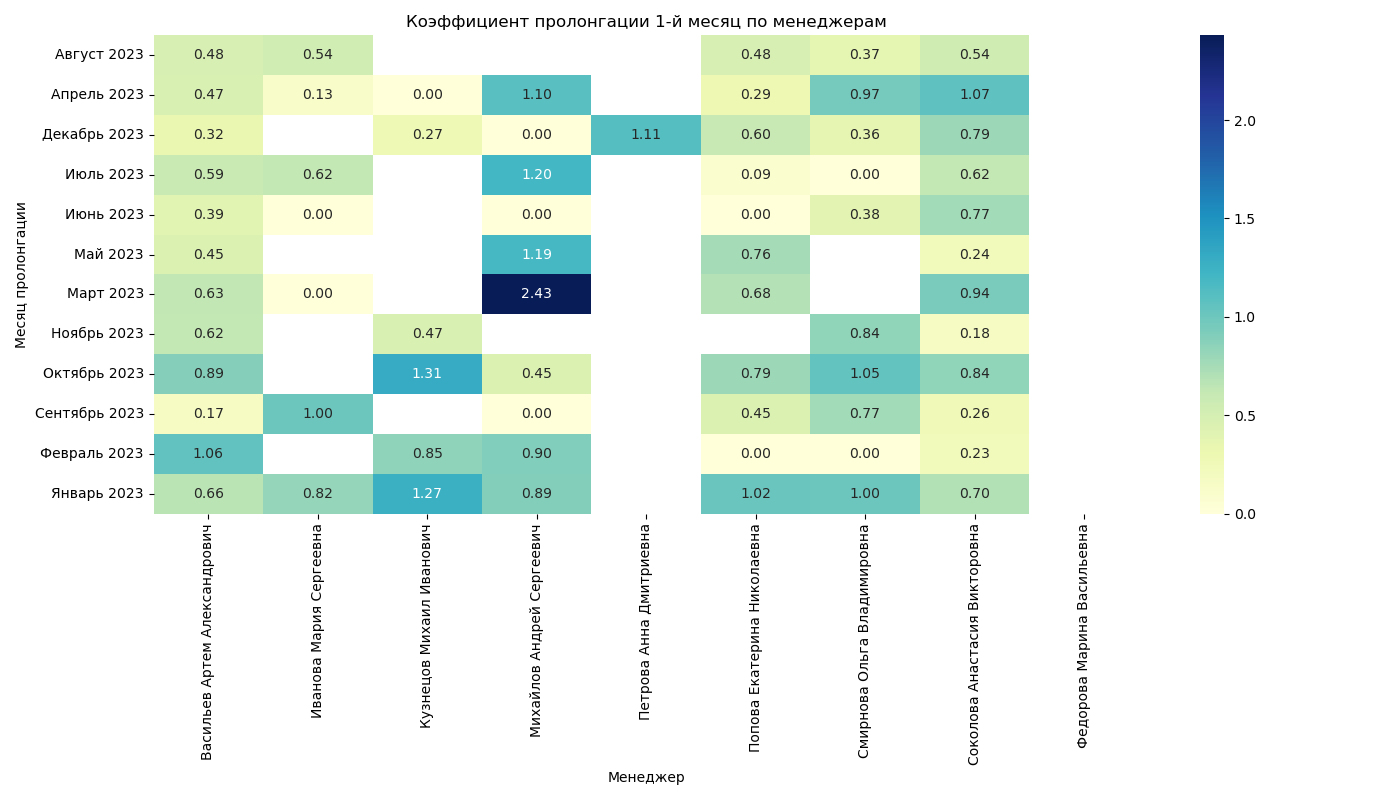 Коэффициент пролонгации 1-й месяц по менеджерам
Месяц пролонгации
Август 2023 0.48 0.54 0.48 0.37 0.54
Апрель 2023 0.47 0.13 0.00 1.10 0.29 0.97 1.07
Декабрь 2023 0.32 0.27 0.00 1.11 0.60 0.36 0.79
Июль 2023 0.59 0.62 1.20 0.09 0.00 0.62
Июнь 2023 0.39 0.00 0.00 0.00 0.38 0.77
Май 2023 0.45 1.19 0.76 0.24
Март 2023 0.63 0.00 2.43 0.68 0.94
Ноябрь 2023 0.62 0.47 0.84 0.18
Октябрь 2023 0.89 1.31 0.45 0.79 1.05 0.84
Сентябрь 2023 0.17 1.00 0.00 0.45 0.77 0.26
Февраль 2023 1.06 0.85 0.90 0.00 0.00 0.23
Январь 2023 0.66 0.82 1.27 0.89 1.02 1.00 0.70
Васильев Артем Александрович
Иванова Мария Сергеевна
Кузнецов Михаил Иванович
Михайлов Андрей Сергеевич
Петрова Анна Дмитриевна
Попова Екатерина Николаевна
Смирнова Ольга Владимировна
Соколова Анастасия Викторовна
Федорова Марина Васильевна
Менеджер
2.0
1.5
1.0
0.5
0.0